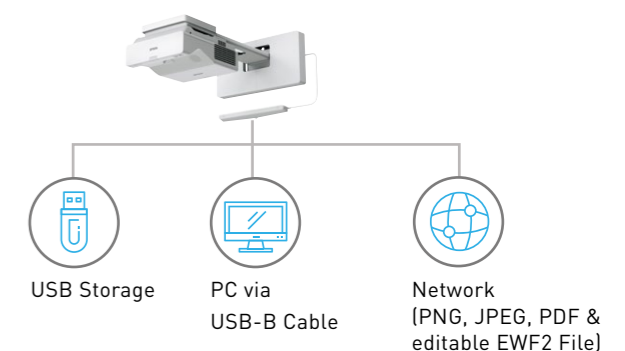 USB Storage
PC via
USB-B Cable
Network
(PNG, JPEG, PDF &
editable EWF2 File)